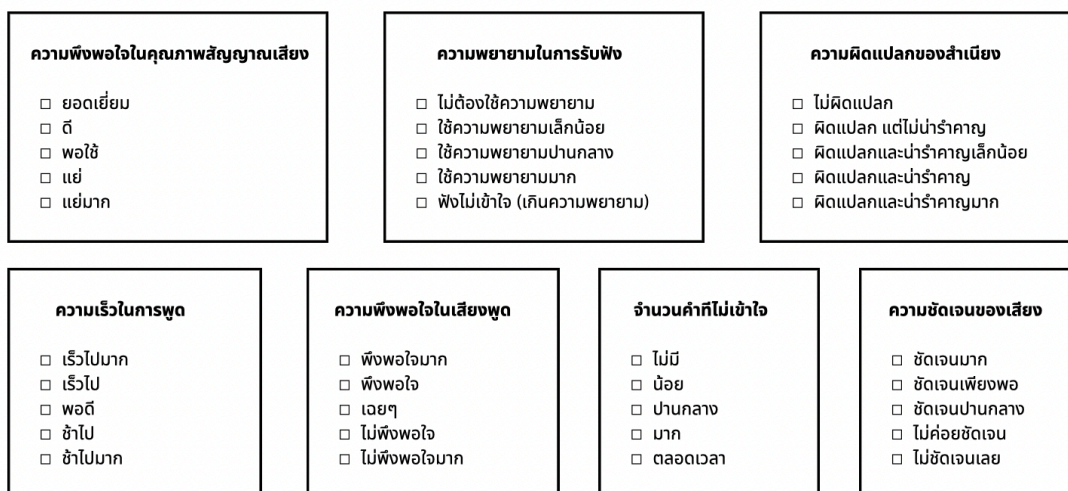 ความพึงพอใจในคุณภาพสัญญาณเสียง
☐ ยอดเยี่ยม
☐ ดี
☐ พอใช้
☐ แย่
☐ แย่มาก
ความพยายามในการรับฟัง
☐ ไม่ต้องใช้ความพยายาม
☐ ใช้ความพยายามเล็กน้อย
☐ ใช้ความพยายามปานกลาง
☐ ใช้ความพยายามมาก
☐ ฟังไม่เข้าใจ (เกินความพยายาม)
ความผิดแปลกของสำเนียง
☐ ไม่ผิดแปลก
☐ ผิดแปลก แต่ไม่น่ารำคาญ
☐ ผิดแปลกและน่ารำคาญเล็กน้อย
☐ ผิดแปลกและน่ารำคาญ
☐ ผิดแปลกและน่ารำคาญมาก
ความเร็วในการพูด
☐ เร็วไปมาก
☐ เร็วไป
☐ พอดี
☐ ช้าไป
☐ ช้าไปมาก
ความพึงพอใจในเสียงพูด
☐ พึงพอใจมาก
☐ พึงพอใจ
☐ เฉยๆ
☐ ไม่พึงพอใจ
☐ ไม่พึงพอใจมาก
จำนวนคำทีไม่เข้าใจ
☐ ไม่มี
☐ น้อย
☐ ปานกลาง
☐ มาก
☐ ตลอดเวลา
ความชัดเจนของเสียง
☐ ชัดเจนมาก
☐ ชัดเจนเพียงพอ
☐ ชัดเจนปานกลาง
☐ ไม่ค่อยชัดเจน
☐ ไม่ชัดเจนเลย